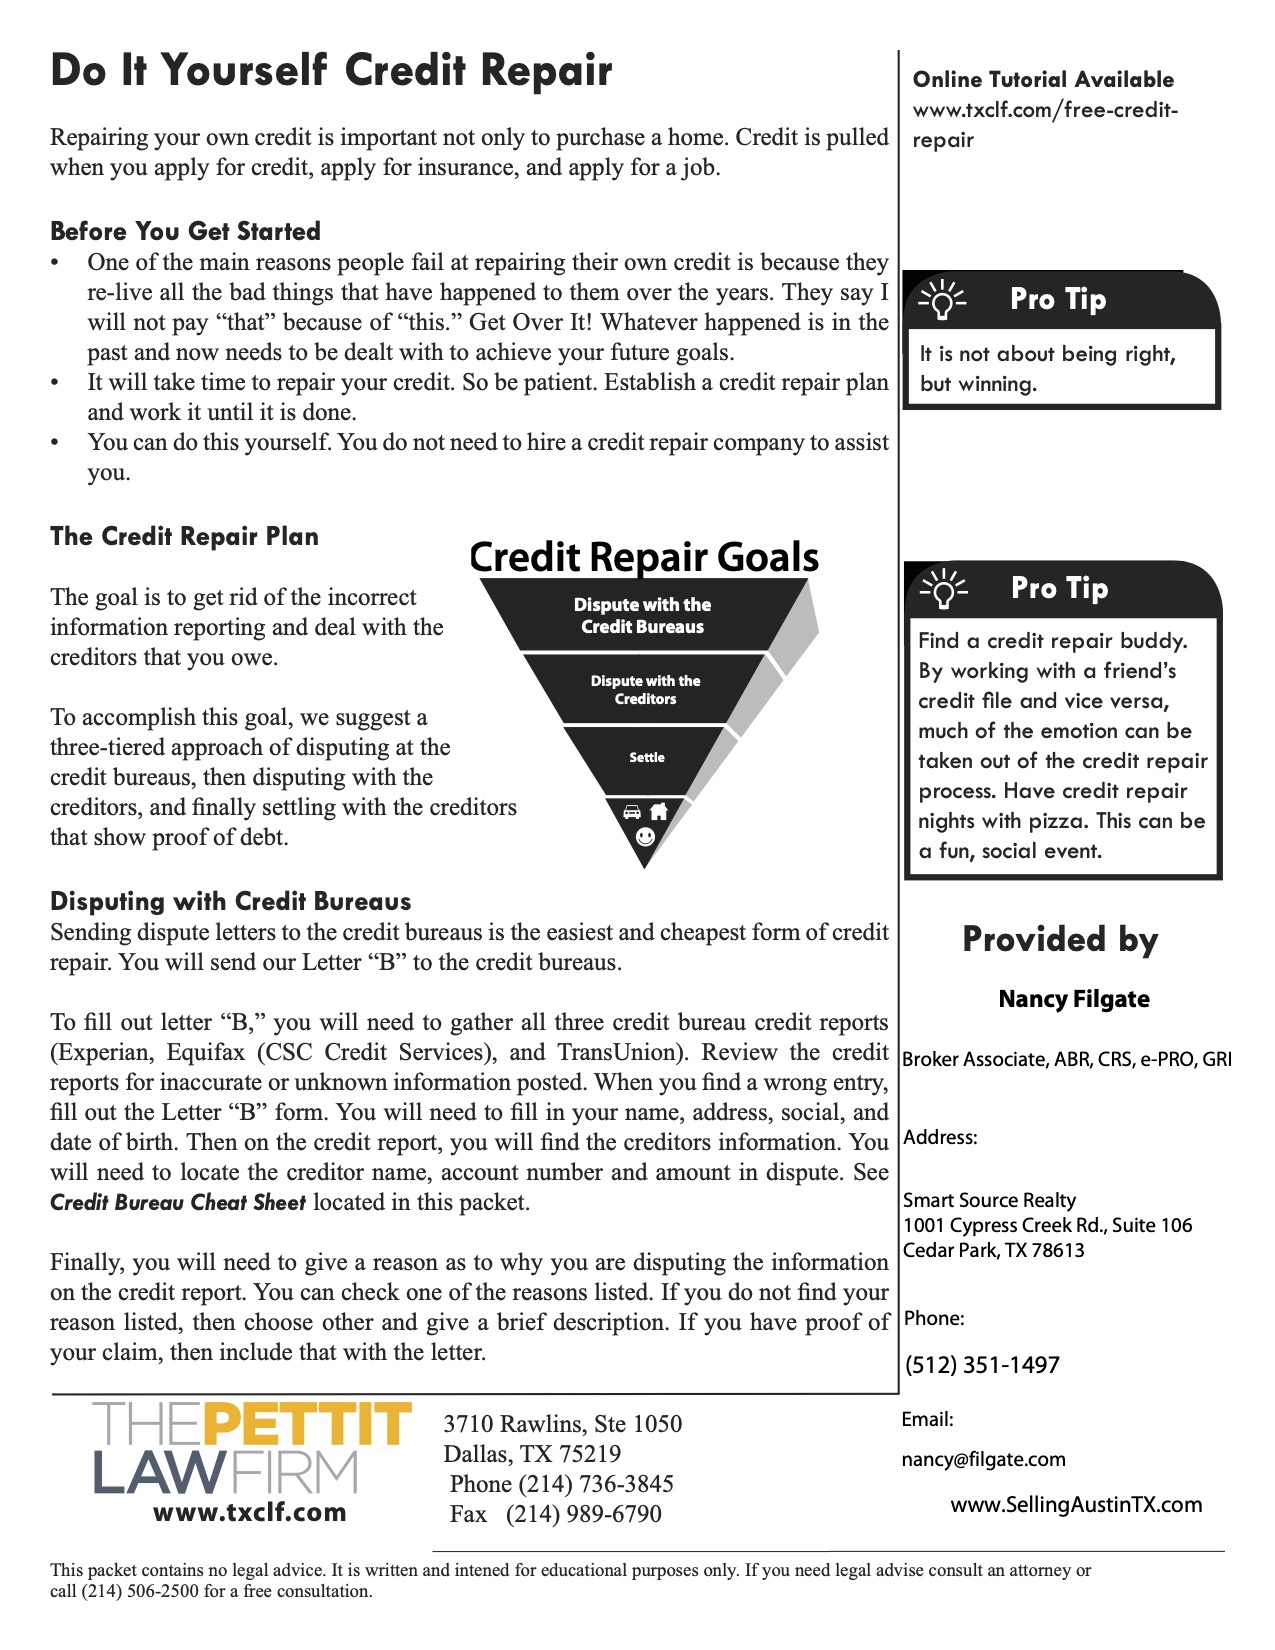 Do It Yourself Credit Repair
Repairing your own credit is important not only to purchase a home. Credit is pulled
when you apply for credit, apply for insurance, and apply for a job.
Before You Get Started
• One of the main reasons people fail at repairing their own credit is because they
re-live all the bad things that have happened to them over the years. They say I
will not pay “that” because of “this.” Get Over It! Whatever happened is in the
past and now needs to be dealt with to achieve your future goals.
• It will take time to repair your credit. So be patient. Establish a credit repair plan
and work it until it is done.
• You can do this yourself. You do not need to hire a credit repair company to assist
you.
The Credit Repair Plan
The goal is to get rid of the incorrect
information reporting and deal with the
creditors that you owe.
To accomplish this goal, we suggest a
three-tiered approach of disputing at the
credit bureaus, then disputing with the
creditors, and finally settling with the creditors
that show proof of debt.
Credit Repair Goals
Dispute with the
Credit Bureaus
Dispute with the
Creditors
Settle
Disputing with Credit Bureaus
Sending dispute letters to the credit bureaus is the easiest and cheapest form of credit
repair. You will send our Letter “B” to the credit bureaus.
To fill out letter “B,” you will need to gather all three credit bureau credit reports
(Experian, Equifax (CSC Credit Services), and TransUnion). Review the credit
reports for inaccurate or unknown information posted. When you find a wrong entry,
fill out the Letter “B” form. You will need to fill in your name, address, social, and
date of birth. Then on the credit report, you will find the creditors information. You
will need to locate the creditor name, account number and amount in dispute. See
Credit Bureau Cheat Sheet located in this packet.
Finally, you will need to give a reason as to why you are disputing the information
on the credit report. You can check one of the reasons listed. If you do not find your
reason listed, then choose other and give a brief description. If you have proof of
your claim, then include that with the letter.
Online Tutorial Available
www.txclf.com/free-credit-
repair
Pro Tip
It is not about being right,
but winning.
Pro Tip
Find a credit repair buddy.
By working with a friend’s
credit file and vice versa,
much of the emotion can be
taken out of the credit repair
process. Have credit repair
nights with pizza. This can be
a fun, social event.
Provided by
Nancy Filgate
Broker Associate, ABR, CRS, e-PRO, GRI
Address:
Smart Source Realty
1001 Cypress Creek Rd., Suite 106
Cedar Park, TX 78613
Phone:
(512) 351-1497
Email:
nancy@filgate.com
www.SellingAustinTX.com
THEPETTIT
LAWFIRM
www.txclf.com
3710 Rawlins, Ste 1050
Dallas, TX 75219
Phone (214) 736-3845
Fax (214) 989-6790
This packet contains no legal advice. It is written and intened for educational purposes only. If you need legal advise consult an attorney or
call (214) 506-2500 for a free consultation.